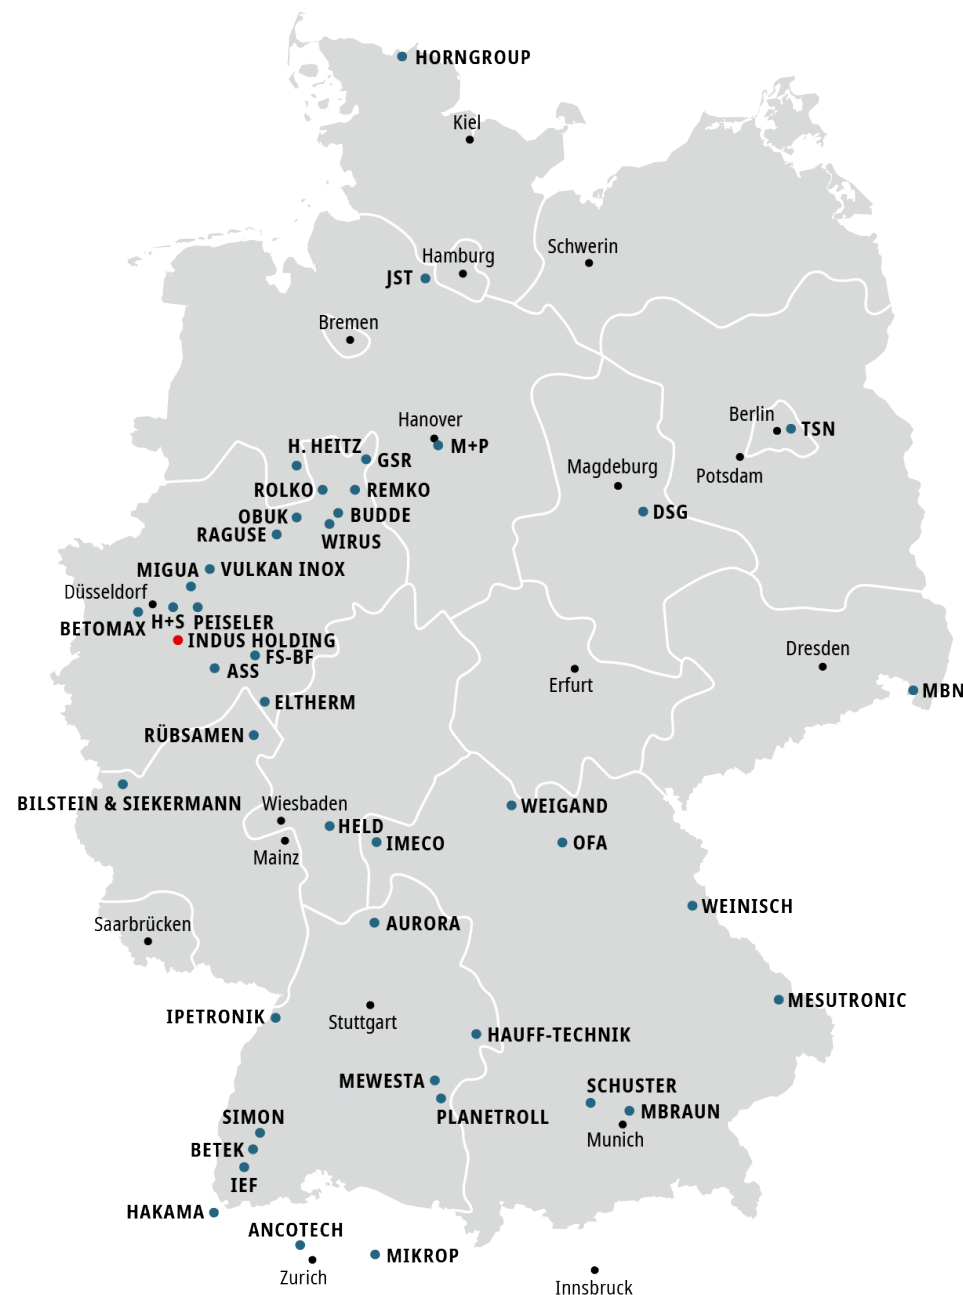 HORNGROUP
Kiel
Schwerin
Hamburg
JST
Bremen
Berlin
TSN
Hanover
M+P
H. HEITZ
GSR
Magdeburg
Potsdam
ROLKO
REMKO
DSG
OBUK
BUDDE
RAGUSE
WIRUS
MIGUA
VULKAN INOX
Düsseldorf
H+S
PEISELER
BETOMAX
INDUS HOLDING
Dresden
FS-BF
ASS
Erfurt
MBN
ELTHERM
RÜBSAMEN
BILSTEIN & SIEKERMANN
Wiesbaden
WEIGAND
HELD
IMECO
OFA
Mainz
WEINISCH
Saarbrücken
AURORA
MESUTRONIC
IPETRONIK
Stuttgart
HAUFF-TECHNIK
MEWESTA
SCHUSTER
MBRAUN
PLANETROLL
SIMON
Munich
BETEK
IEF
HAKAMA
ANCOTECH
MIKROP
Zurich
Innsbruck